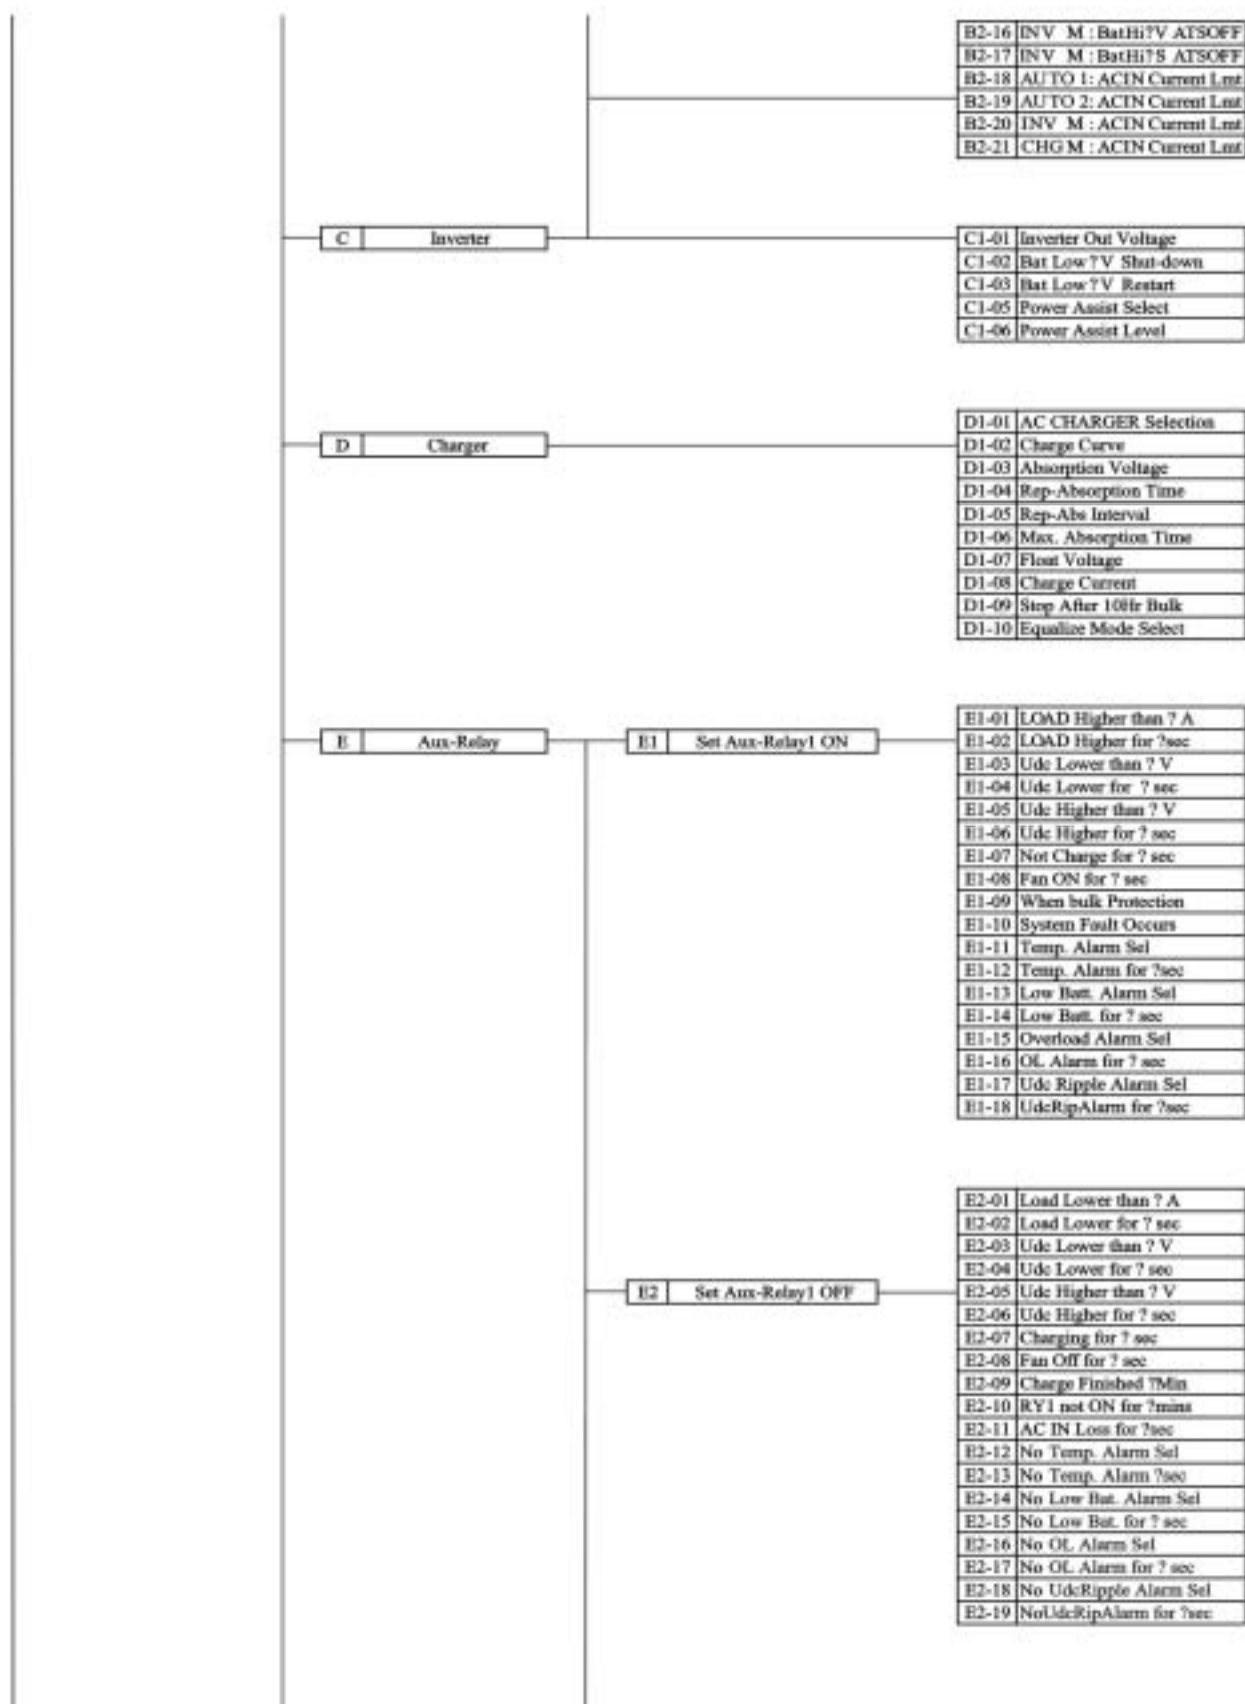 B2-16 INV M : BatHi?V ATSOFF
B2-17 INV M : BatHi?S ATSOFF
B2-18 AUTO 1: ACIN Current Lmt
B2-19 AUTO 2: ACIN Current Lmt
B2-20 INV M : ACIN Current Lmt
B2-21 CHG M : ACIN Current Lmt
C Inverter
C1-01 Inverter Out Voltage
C1-02 Bat Low?V Shut-down
C1-03 Bat Low?V Restart
C1-05 Power Assist Select
C1-06 Power Assist Level
D Charger
D1-01 AC CHARGER Selection
D1-02 Charge Curve
D1-03 Absorption Voltage
D1-04 Rep-Absorption Time
D1-05 Rep-Abs Interval
D1-06 Max. Absorption Time
D1-07 Float Voltage
D1-08 Charge Current
D1-09 Stop After 10Hr Bulk
D1-10 Equalize Mode Select
E Aux-Relay
E1 Set Aux-Relay1 ON
E1-01 LOAD Higher than ? A
E1-02 LOAD Higher for ?sec
E1-03 Udc Lower than ? V
E1-04 Udc Lower for ? sec
E1-05 Udc Higher than ? V
E1-06 Udc Higher for ? sec
E1-07 Not Charge for ? sec
E1-08 Fan ON for ? sec
E1-09 When bulk Protection
E1-10 System Fault Occurs
E1-11 Temp. Alarm Sel
E1-12 Temp. Alarm for ?sec
E1-13 Low Batt. Alarm Sel
E1-14 Low Batt. for ? sec
E1-15 Overload Alarm Sel
E1-16 OL Alarm for ? sec
E1-17 Udc Ripple Alarm Sel
E1-18 UdcRipAlarm for ?sec
E2 Set Aux-Relay1 OFF
E2-01 Load Lower than ? A
E2-02 Load Lower for ? sec
E2-03 Udc Lower than ? V
E2-04 Udc Lower for ? sec
E2-05 Udc Higher than ? V
E2-06 Udc Higher for ? sec
E2-07 Charging for ? sec
E2-08 Fan Off for ? sec
E2-09 Charge Finished ?Min
E2-10 RY1 not ON for ?mins
E2-11 AC IN Loss for ?sec
E2-12 No Temp. Alarm Sel
E2-13 No Temp. Alarm ?sec
E2-14 No Low Bat. Alarm Sel
E2-15 No Low Bat. for ? sec
E2-16 No OL Alarm Sel
E2-17 No OL Alarm for ? sec
E2-18 No UdcRipple Alarm Sel
E2-19 NoUdcRipAlarm for ?sec